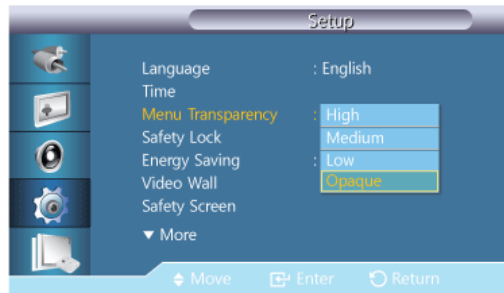 Setup
Language : English
Time
Menu Transparency : High
Safety Lock Medium
Energy Saving : Low
Video Wall Opaque
Safety Screen
▼ More
Move Enter Return